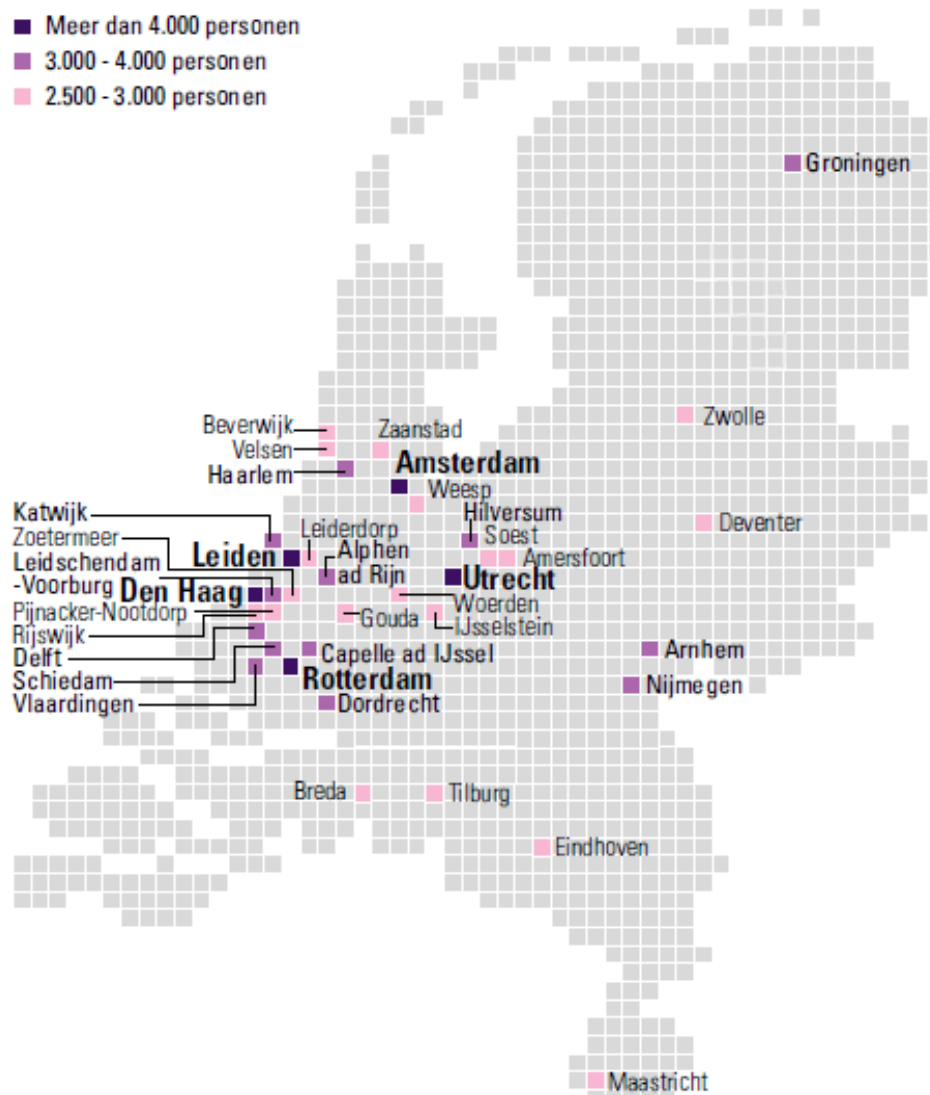 Meer dan 4.000 personen
3.000 - 4.000 personen
2.500 - 3.000 personen
Groningen
Zwolle
Beverwijk
Zaanstad
Velsen
Haarlem
Amsterdam
Weesp
Katwijk
Hilversum
Deventer
Zoetermeer
Leiderdorp
Soest
Leidschendam
-Voorburg
Leiden
Alphen
ad Rijn
Amersfoort
Den Haag
Utrecht
Pijnacker-Nootdorp
Gouda
Woerden
IJsselstein
Rijswijk
Delft
Capelle ad IJssel
Arnhem
Schiedam
Rotterdam
Nijmegen
Vlaardingen
Dordrecht
Breda
Tilburg
Eindhoven
Maastricht